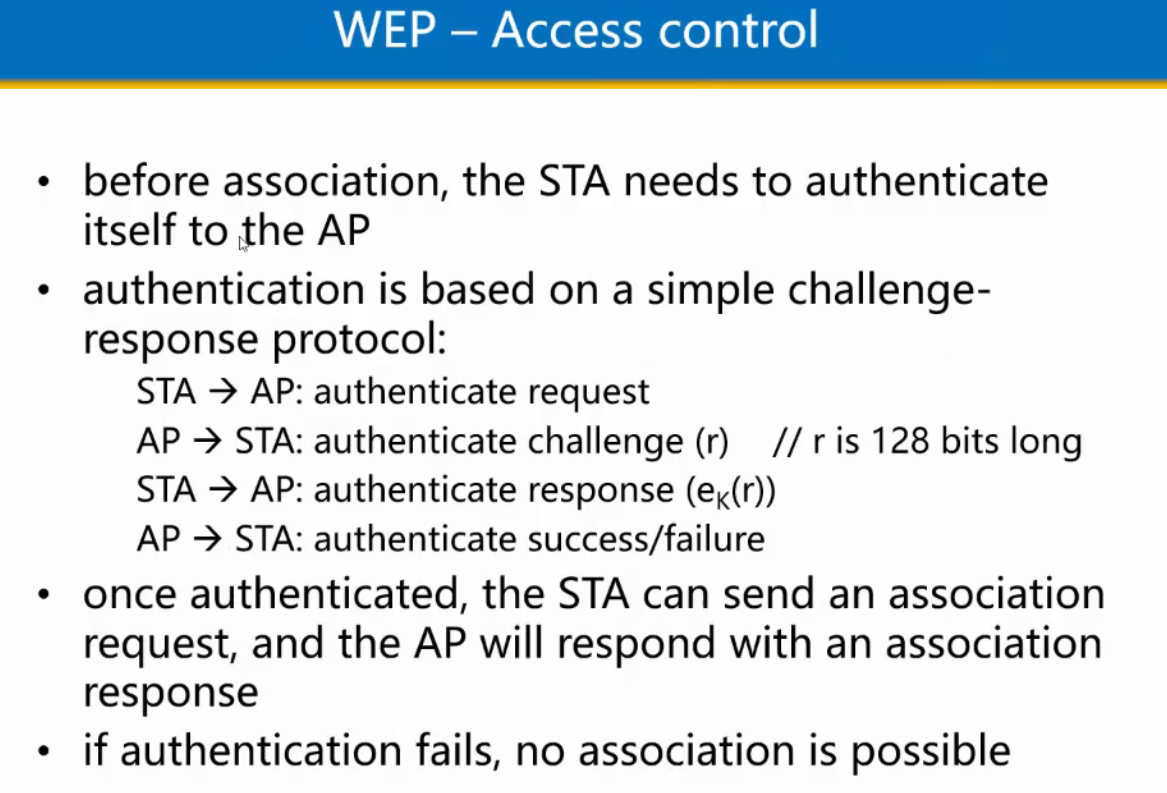 WEP – Access control
• before association, the STA needs to authenticate
itself to the AP
• authentication is based on a simple challenge-
response protocol:
STA → AP: authenticate request
AP → STA: authenticate challenge (r) // r is 128 bits long
STA → AP: authenticate response (eK(r))
AP → STA: authenticate success/failure
• once authenticated, the STA can send an association
request, and the AP will respond with an association
response
• if authentication fails, no association is possible